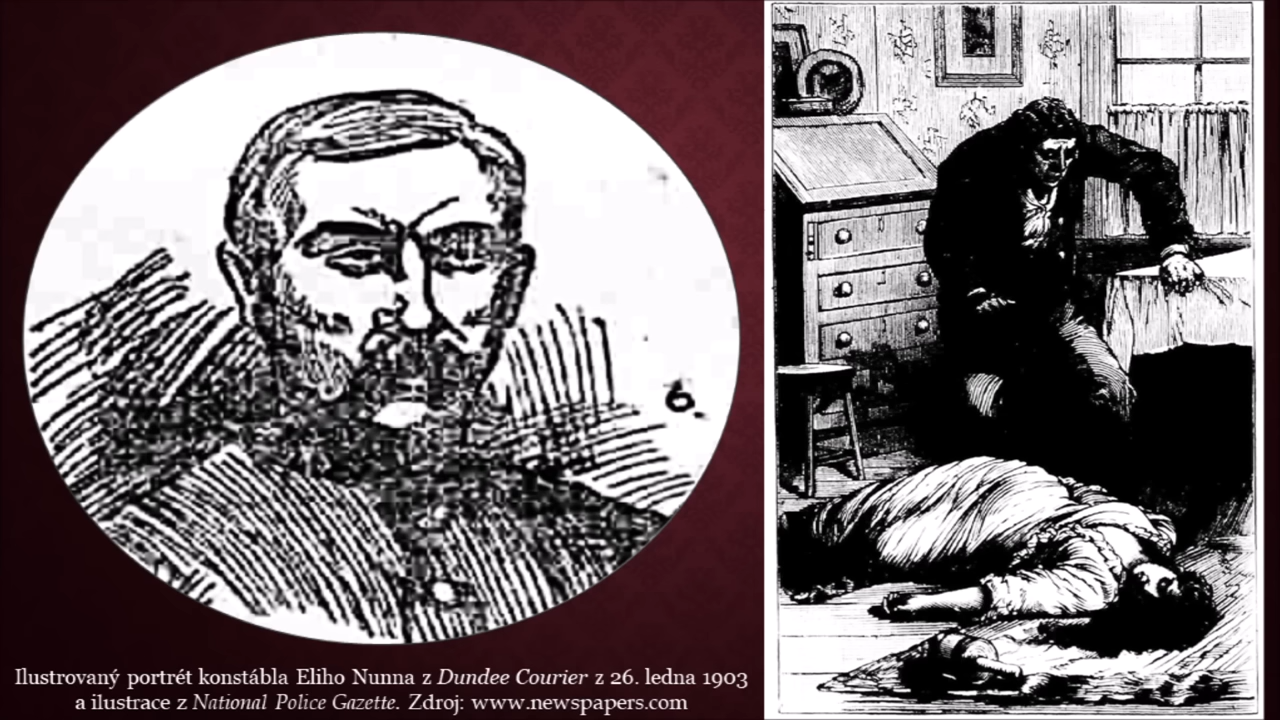 6.
Ilustrovaný portrét konstábla Eliho Nunna z Dundee Courier z 26. ledna 1903
a ilustrace z National Police Gazette. Zdroj: www.newspapers.com